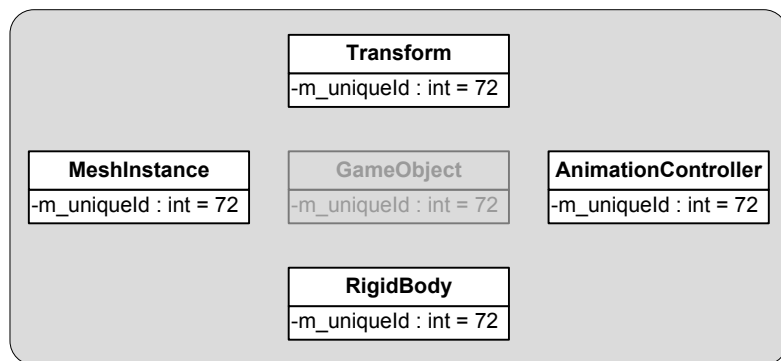 Transform
-m_uniqueId : int = 72
MeshInstance
-m_uniqueId : int = 72
GameObject
-m_uniqueId : int = 72
AnimationController
-m_uniqueId : int = 72
RigidBody
-m_uniqueId : int = 72